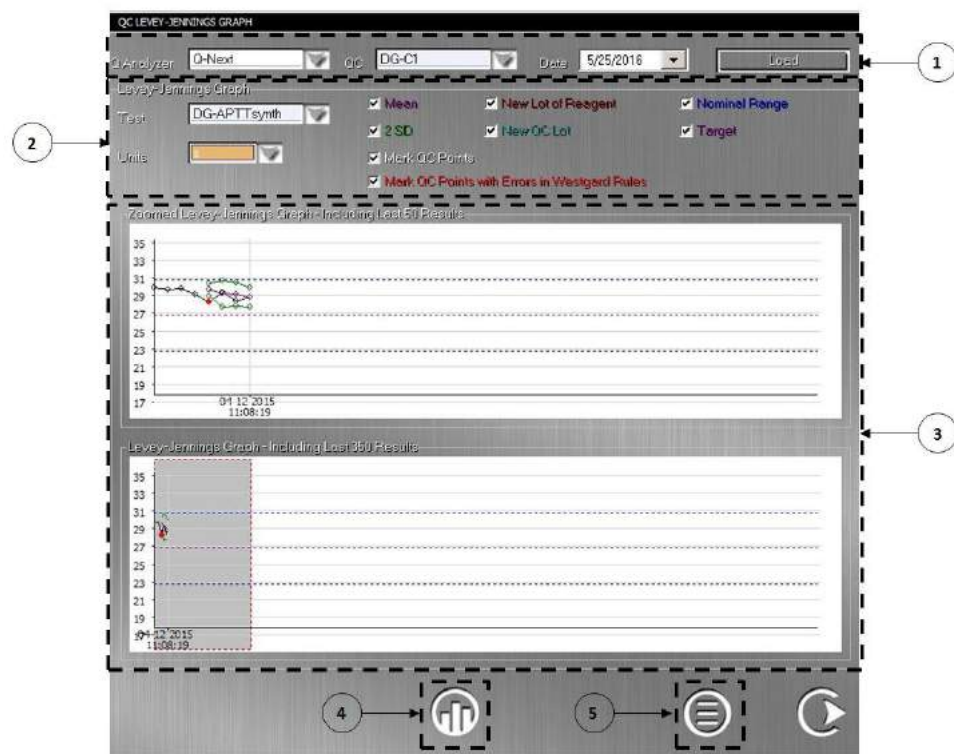 QC LEVEY-JENNINGS GRAPH
Q Analyzer Q-Next QC DG-C1 Date 5/25/2016 Load
1
Levey-Jennings Graph
2
Test DG-APTTsynth
Units
Mean New Lot of Reagent Nominal Range
2 SD New QC Lot Target
Mark QC Points
Mark QC Points with Errors in Westgard Rules
Zoomed Levey-Jennings Graph - Including Last 50 Results
35
33
31
29
27
25
23
21
19
17
04 12 2015
11:08:19
3
Levey-Jennings Graph - Including Last 350 Results
35
33
31
29
27
25
23
21
19
17
04-12 2015
11:08:19
4
5